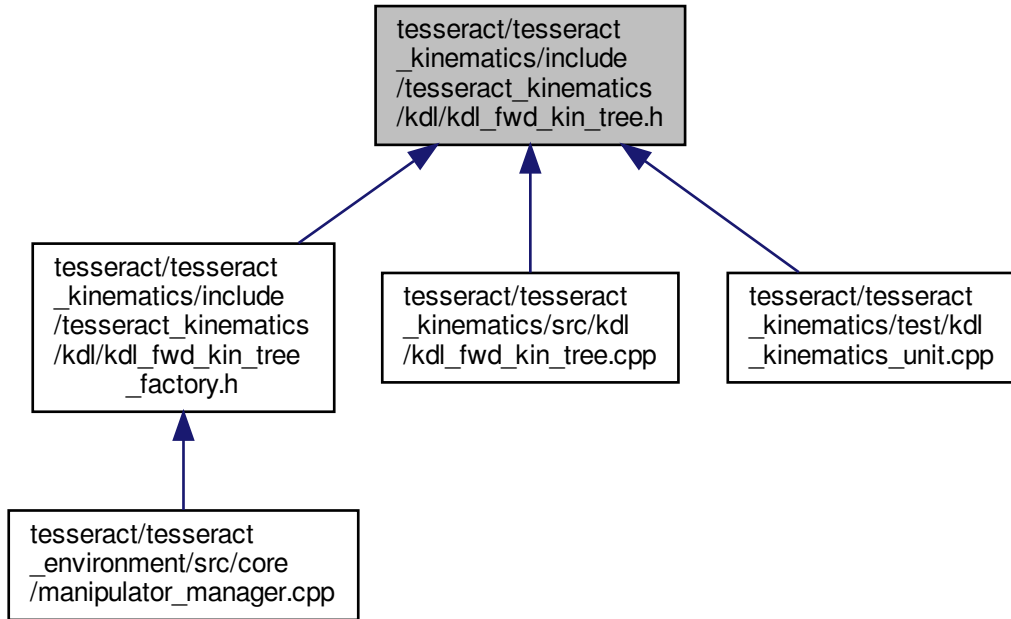 tesseract/tesseract
_kinematics/include
/tesseract_kinematics
/kdl/kdl_fwd_kin_tree.h
tesseract/tesseract
_kinematics/include
/tesseract_kinematics
/kdl/kdl_fwd_kin_tree
_factory.h
tesseract/tesseract
_kinematics/src/kdl
/kdl_fwd_kin_tree.cpp
tesseract/tesseract
_kinematics/test/kdl
_kinematics_unit.cpp
tesseract/tesseract
_environment/src/core
/manipulator_manager.cpp